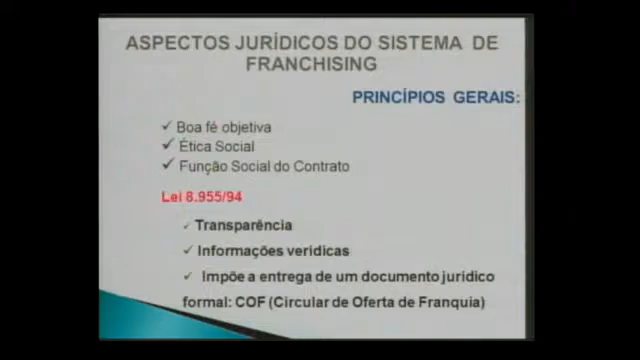 ASPECTOS JURÍDICOS DO SISTEMA DE
FRANCHISING
PRINCÍPIOS GERAIS:
✓ Boa fé objetiva
✓ Ética Social
✓ Função Social do Contrato
Lei 8.955/94
✓ Transparência
✓ Informações verídicas
✓ Impõe a entrega de um documento jurídico
formal: COF (Circular de Oferta de Franquia)